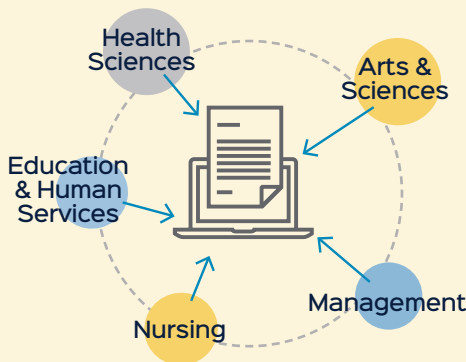 Health
Sciences
Arts &
Sciences
Education
& Human
Services
Management
Nursing